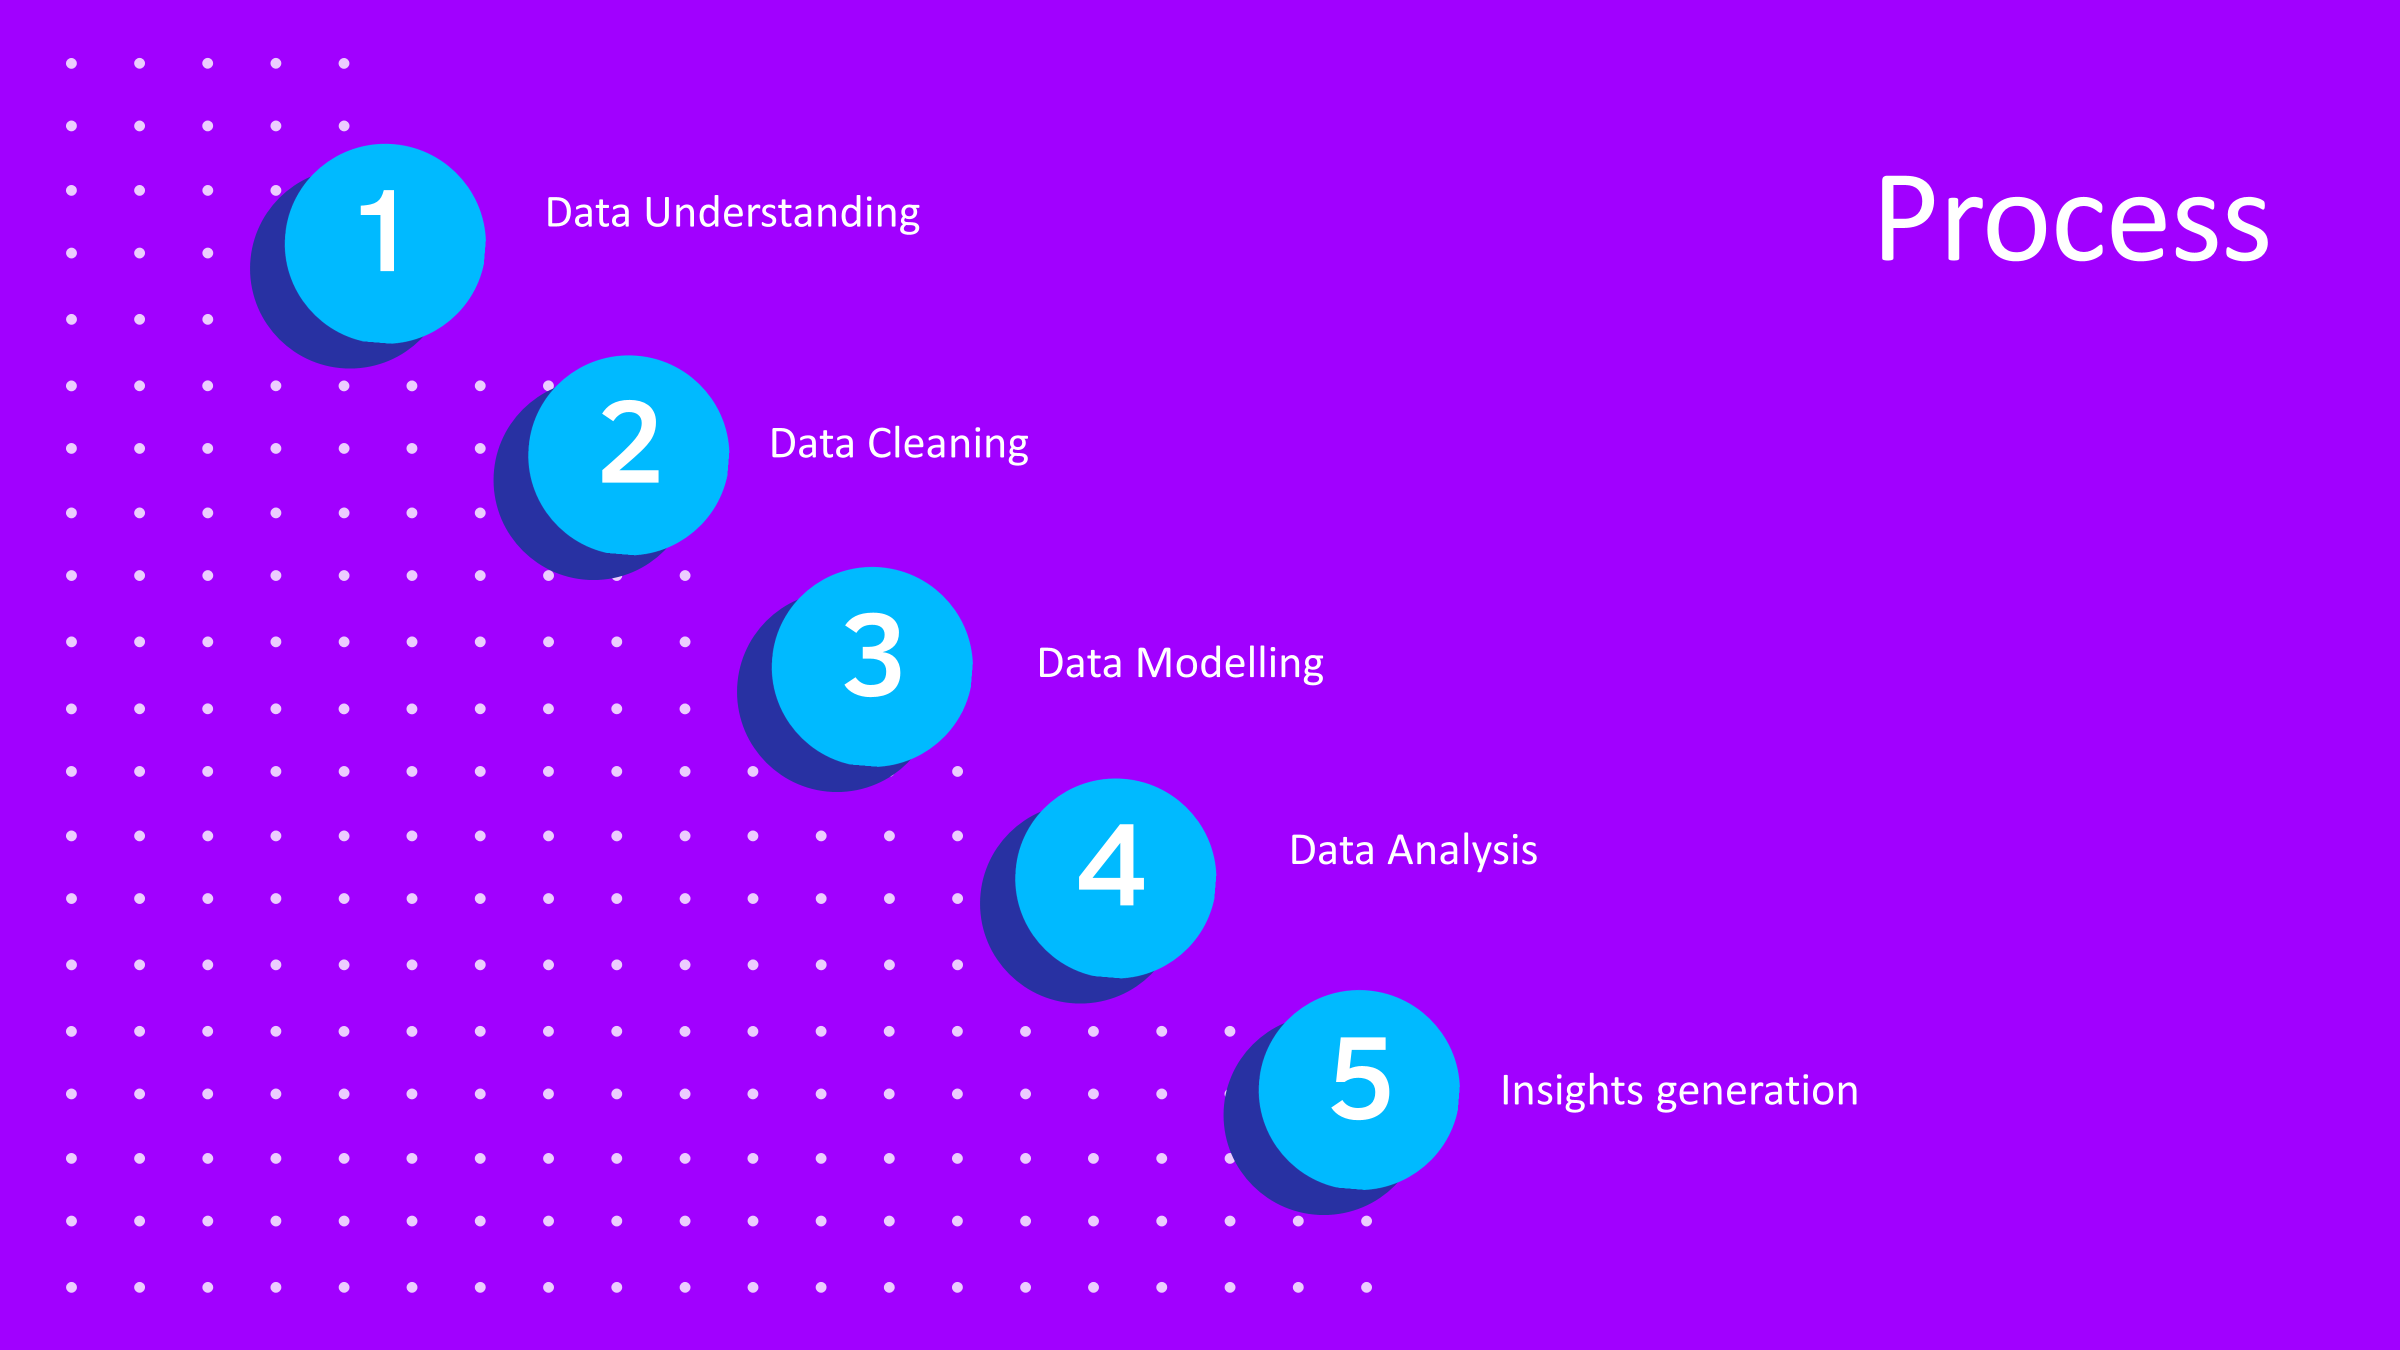 Process
1
Data Understanding
2
Data Cleaning
3
Data Modelling
4
Data Analysis
5
Insights generation